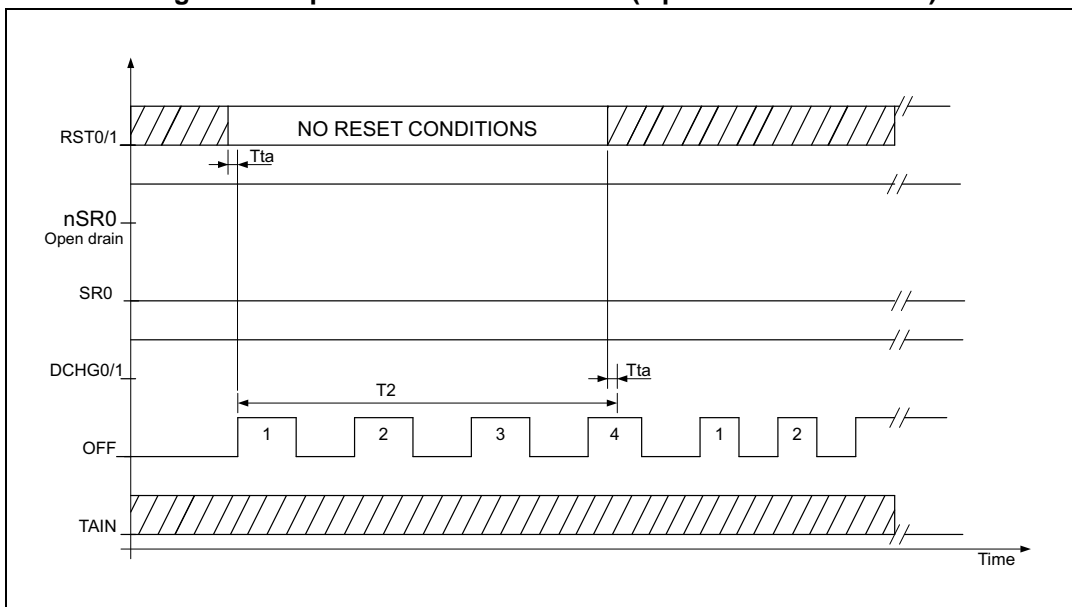 RST0/1
NO RESET CONDITIONS
Tta
nSR0
Open drain
SR0
DCHG0/1
Tta
T2
OFF
1 2 3 4 1 2
TAIN
Time